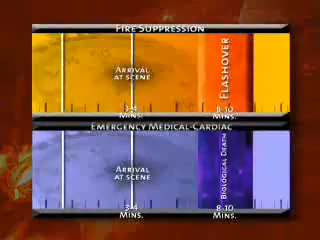 FIRE SUPPRESSION
ARRIVAL
AT SCENE
FLASHOVER
3-4
MINS.
8-10
MINS.
EMERGENCY MEDICAL-CARDIAC
ARRIVAL
AT SCENE
BIOLOGICAL DEATH
3-4
MINS.
8-10
MINS.